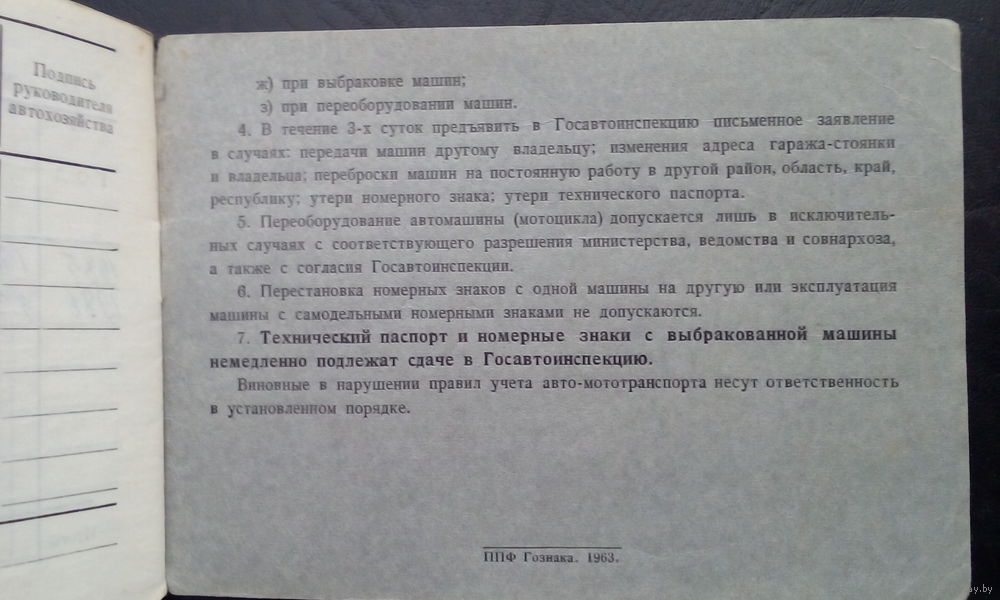 Подпись
руководителя
автохозяйства
ж) при выбраковке машин;
з) при переоборудовании машин.
4. В течение 3-х суток предъявить в Госавтоинспекцию письменное заявление
в случаях: передачи машин другому владельцу; изменения адреса гаража-стоянки
и владельца; переброски машин на постоянную работу в другой район, область, край,
республику; утери номерного знака; утери технического паспорта.
5. Переоборудование автомашины (мотоцикла) допускается лишь в исключитель-
ных случаях с соответствующего разрешения министерства, ведомства и совнархоза,
а также с согласия Госавтоинспекции.
6. Перестановка номерных знаков с одной машины на другую или эксплуатация
машины с самодельными номерными знаками не допускаются.
7. Технический паспорт и номерные знаки с выбракованной машины
немедленно подлежат сдаче в Госавтоинспекцию.
Виновные в нарушении правил учета авто-мототранспорта несут ответственность
в установленном порядке.
ППФ Гознака. 1963.
ay.by